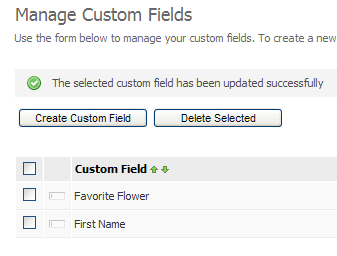 Manage Custom Fields
Use the form below to manage your custom fields. To create a new
The selected custom field has been updated successfully
Create Custom Field
Delete Selected
Custom Field
Favorite Flower
First Name